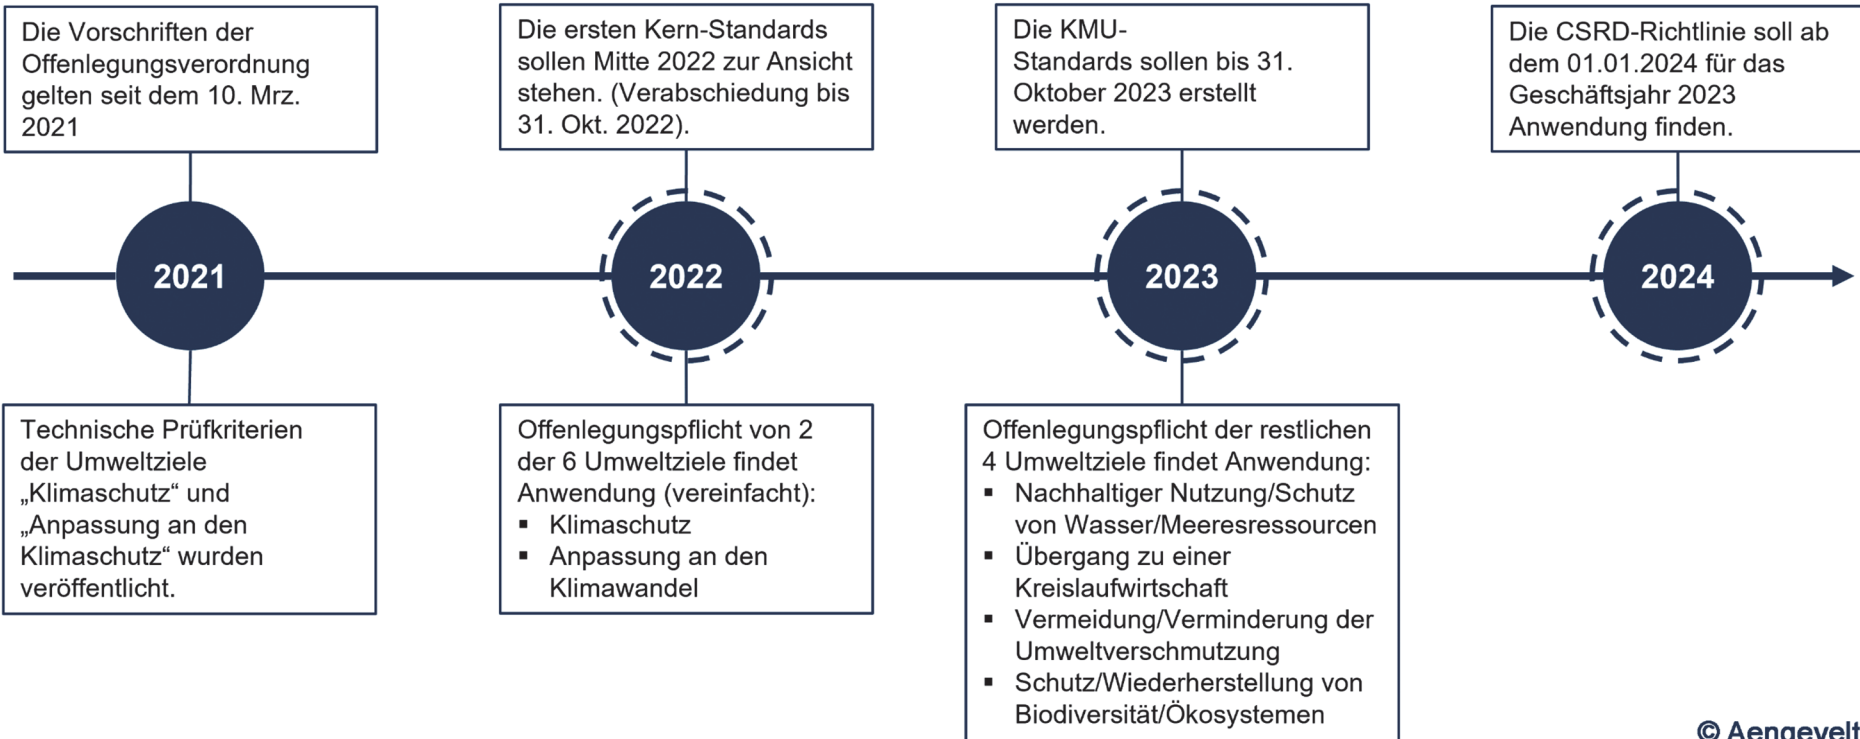 Die Vorschriften der
Offenlegungsverordnung
gelten seit dem 10. Mrz.
2021
Die ersten Kern-Standards
sollen Mitte 2022 zur Ansicht
stehen. (Verabschiedung bis
31. Okt. 2022).
Die KMU-
Standards sollen bis 31.
Oktober 2023 erstellt
werden.
Die CSRD-Richtlinie soll ab
dem 01.01.2024 für das
Geschäftsjahr 2023
Anwendung finden.
2021
2022
2023
2024
Technische Prüfkriterien
der Umweltziele
„Klimaschutz“ und
„Anpassung an den
Klimaschutz“ wurden
veröffentlicht.
Offenlegungspflicht von 2
der 6 Umweltziele findet
Anwendung (vereinfacht):
▪ Klimaschutz
▪ Anpassung an den
Klimawandel
Offenlegungspflicht der restlichen
4 Umweltziele findet Anwendung:
▪ Nachhaltiger Nutzung/Schutz
von Wasser/Meeresressourcen
▪ Übergang zu einer
Kreislaufwirtschaft
▪ Vermeidung/Verminderung der
Umweltverschmutzung
▪ Schutz/Wiederherstellung von
Biodiversität/Ökosystemen
© Aengevelt